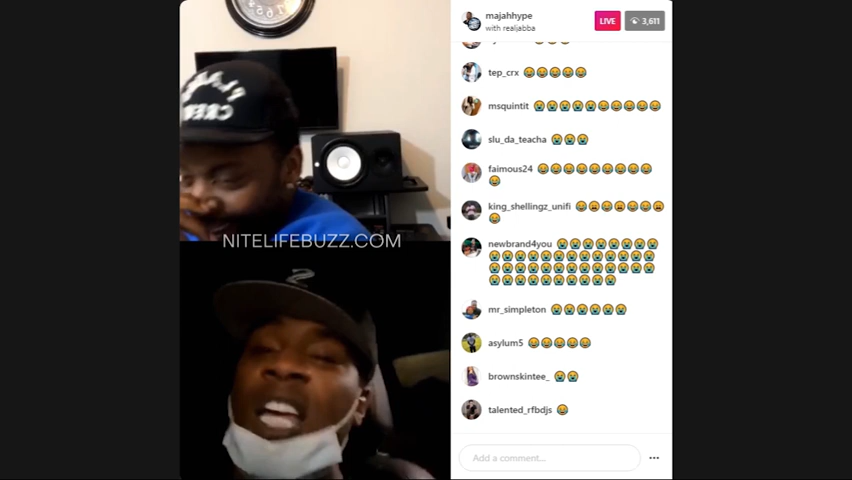 majahhype
with realjabba
LIVE
3,611
tep_crx 😂😂😂😂😂
msquintit 😭😭😭😭😭😂😂😂😂😂
slu_da_teacha 😭😭😭
faimous24 😂😂😂😂😂😂😂😂😂
😂
king_shellingz_unifi 😂😩😂😩😂😂😩
😂
newbrand4you 😭😭😭😭😭😭😭😭
😭😭😭😭😭😭😭😭😭😭😭😭😭
😭😭😭😭😭😭😭😭😭😭😭😭😭
😭😭😭😭😭😭😭😭😭😭
mr_simpleton 😭😭😭😭😭😭
asylum5 😂😂😂😂😂
brownskintee_ 😭😭
talented_rfbdjs 😂
Add a comment...
NITELIFEBUZZ.COM